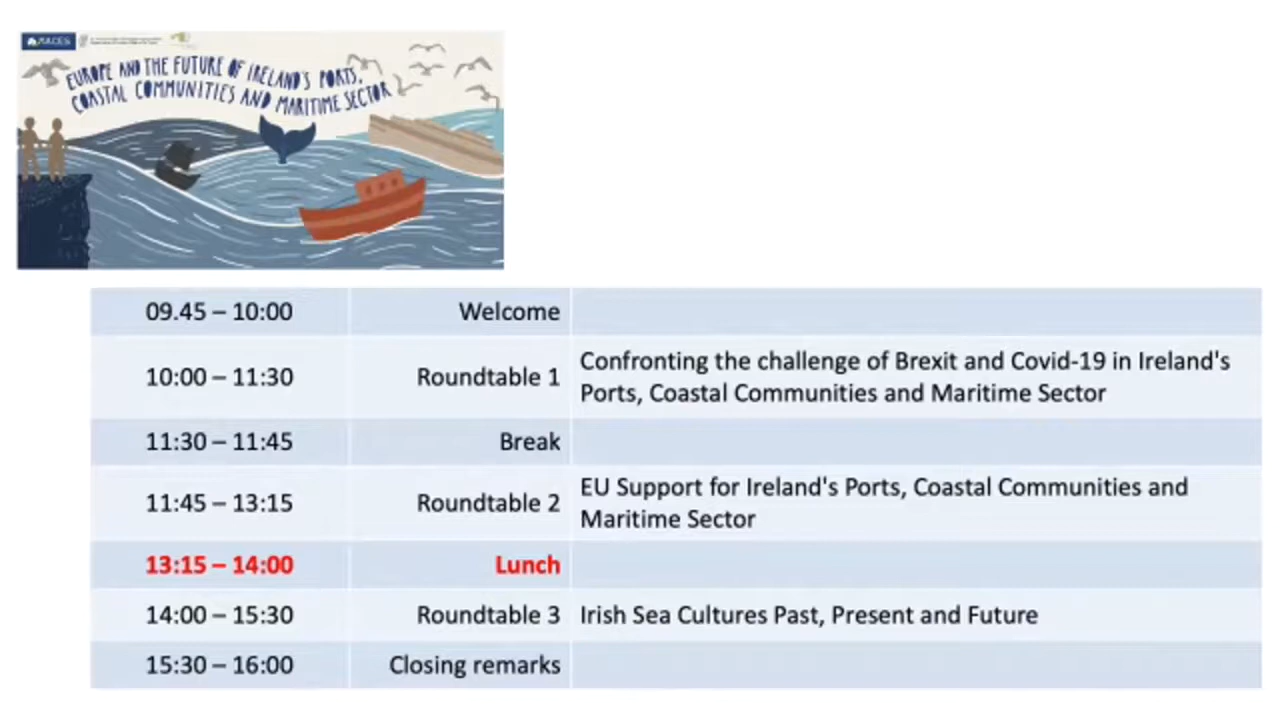 UACES
EUROPE AND THE FUTURE OF IRELAND'S PORTS,
COASTAL COMMUNITIES AND MARITIME SECTOR
09.45 – 10:00 Welcome
10:00 – 11:30 Roundtable 1 Confronting the challenge of Brexit and Covid-19 in Ireland's
Ports, Coastal Communities and Maritime Sector
11:30 – 11:45 Break
11:45 – 13:15 Roundtable 2 EU Support for Ireland's Ports, Coastal Communities and
Maritime Sector
13:15 – 14:00 Lunch
14:00 – 15:30 Roundtable 3 Irish Sea Cultures Past, Present and Future
15:30 – 16:00 Closing remarks